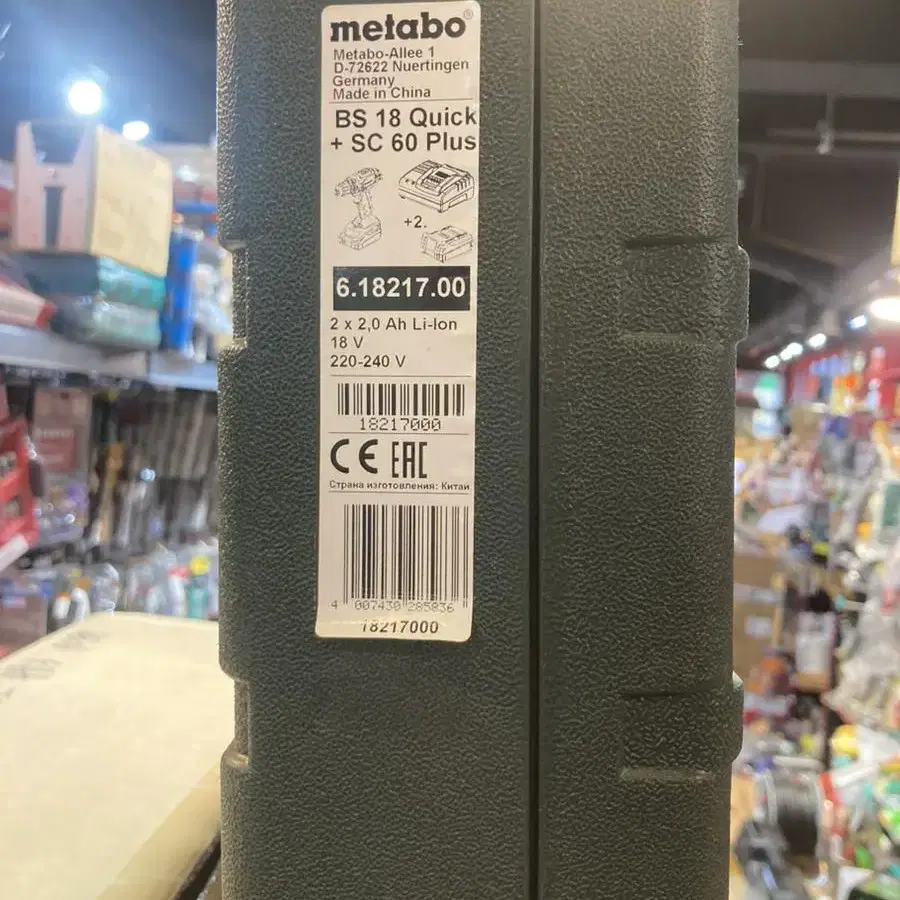 metabo®
Metabo-Allee 1
D-72622 Nuertingen
Germany
Made in China
BS 18 Quick
+ SC 60 Plus
+2.
6.18217.00
2 x 2,0 Ah Li-Ion
18 V
220-240 V
18217000
CE EAC
Страна изготовления: Китай
4 007430 285836
18217000